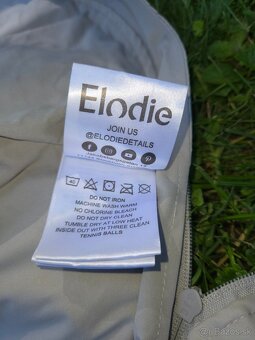 Elodie
JOIN US
@ELODIEDETAILS
DO NOT IRON
MACHINE WASH WARM
NO CHLORINE BLEACH
DO NOT DRY CLEAN
TUMBLE DRY AT LOW HEAT
INSIDE OUT WITH THREE CLEAN
TENNIS BALLS